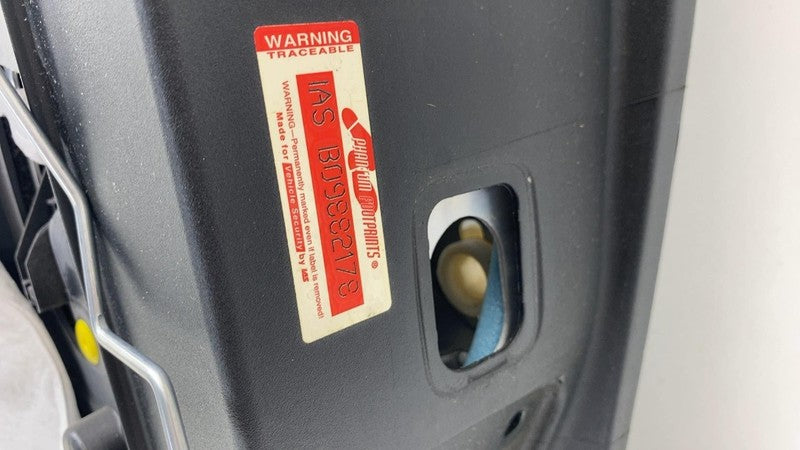 WARNING
TRACEABLE
PHANTOM FOOTPRINTS®
IAS B09882178
WARNING—Permanently marked even if label is removed!
Made for Vehicle Security by IAS